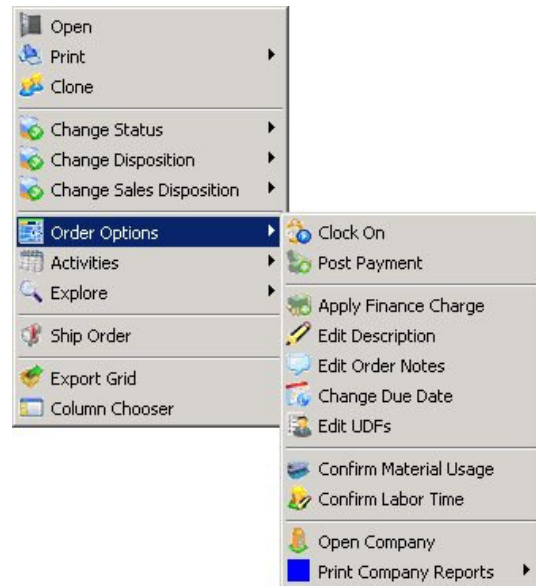 Open
Print
Clone
Change Status
Change Disposition
Change Sales Disposition
Order Options
Activities
Explore
Ship Order
Export Grid
Column Chooser
Clock On
Post Payment
Apply Finance Charge
Edit Description
Edit Order Notes
Change Due Date
Edit UDFs
Confirm Material Usage
Confirm Labor Time
Open Company
Print Company Reports